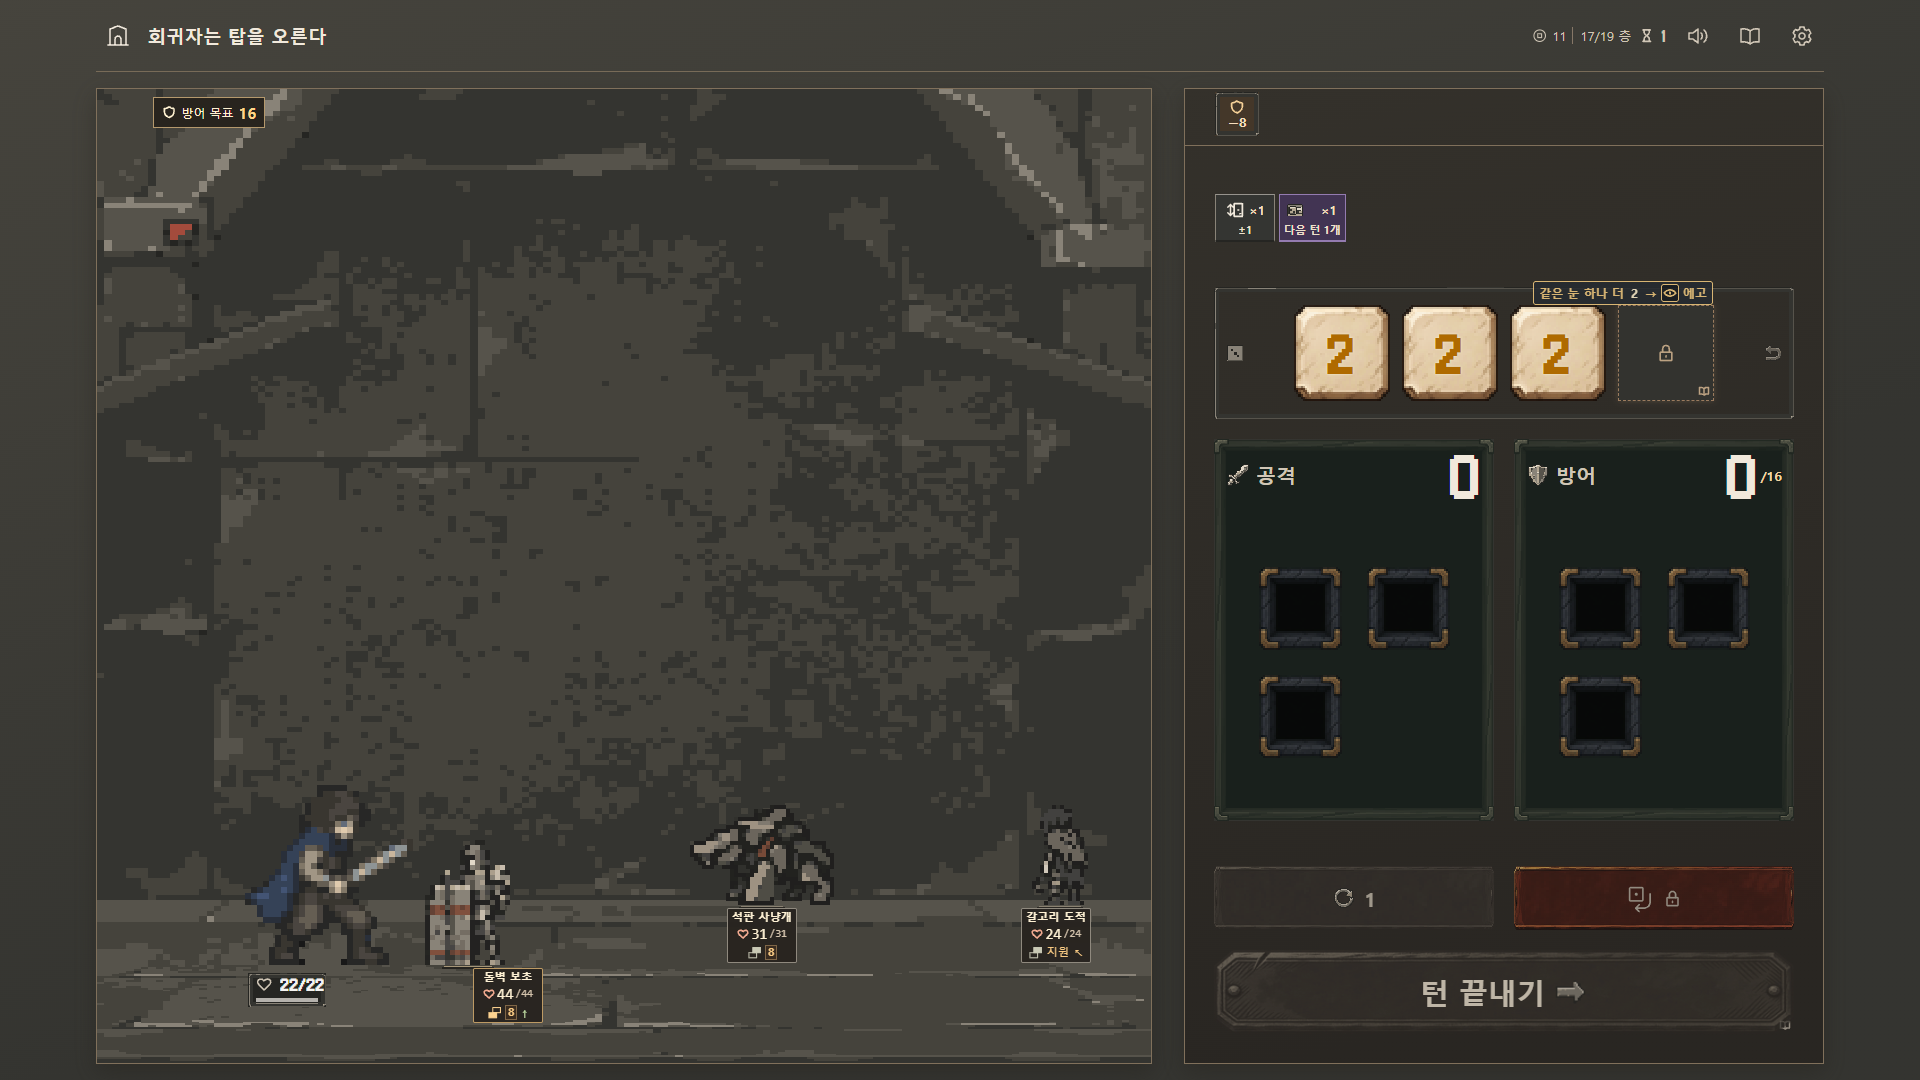 회귀자는 탑을 오른다
11
17/19 층
1
방어 목표 16
−8
×1
±1
×1
다음 턴 1개
같은 눈 하나 더 2 → 에고
2
2
2
공격
0
방어
0 /16
1
턴 끝내기
22/22
돌벽 보초
44/44
8 ↑
석판 사냥개
31/31
8
갈고리 도적
24/24
지원 ↖